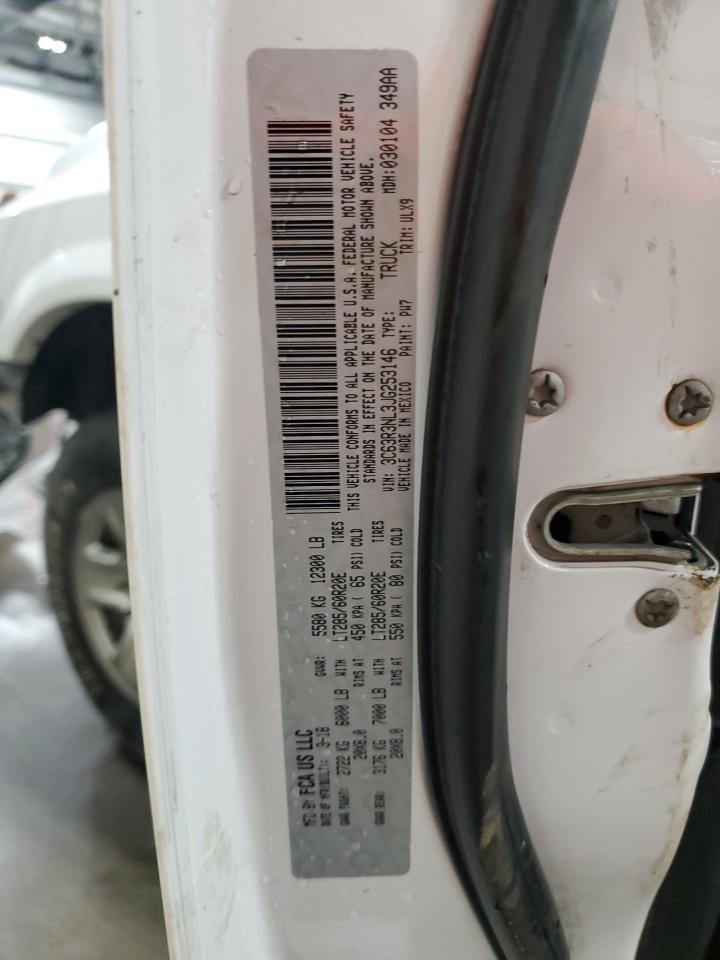 MFD BY FCA US LLC
DATE OF MFR(BUILT): 3-18 GVWR: 5580 KG 12300 LB
GAWR FRONT: 2722 KG 6000 LB WITH LT285/60R20E TIRES
20X8.0 RIMS AT 450 KPA ( 65 PSI) COLD
GAWR REAR: 3176 KG 7000 LB WITH LT285/60R20E TIRES
20X8.0 RIMS AT 550 KPA ( 80 PSI) COLD
THIS VEHICLE CONFORMS TO ALL APPLICABLE U.S.A. FEDERAL MOTOR VEHICLE SAFETY
STANDARDS IN EFFECT ON THE DATE OF MANUFACTURE SHOWN ABOVE.
VIN: 3C63R3NL3JG253146 TYPE: TRUCK MDH:030104 349AA
VEHICLE MADE IN MEXICO PAINT: PW7 TRIM: ULX9